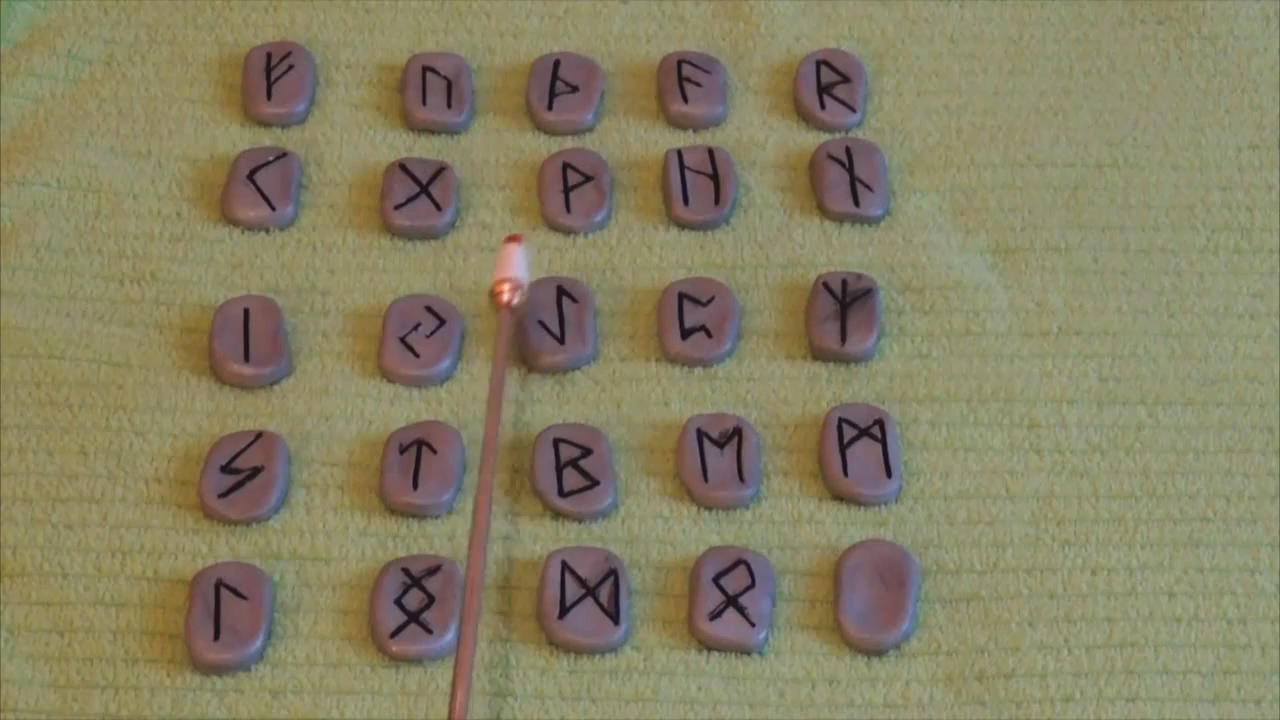 ᚠ ᚢ ᚦ ᚨ ᚱ
ᚲ ᚷ ᚹ ᚺ ᚾ
ᛁ ᛃ ᛇ ᛈ ᛉ
ᛊ ᛏ ᛒ ᛖ ᛗ
ᛚ ᛝ ᛞ ᛟ